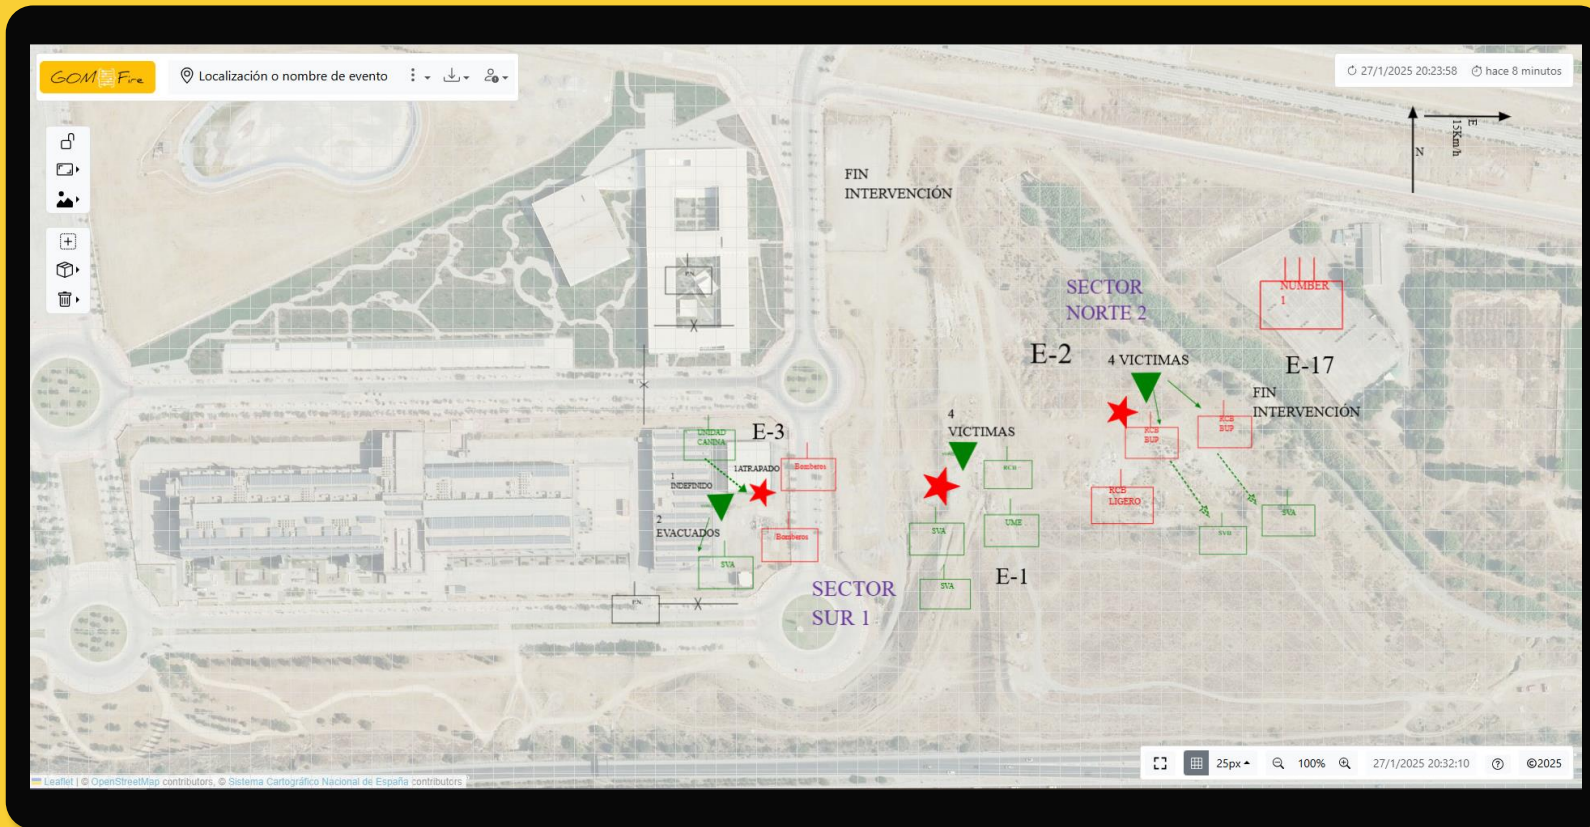 GOM Fire
Localización o nombre de evento
27/1/2025 20:23:58 hace 8 minutos
E
15Km/h
N
FIN
INTERVENCIÓN
PN
SECTOR
NORTE 2
NUMBER
1
E-2
4 VICTIMAS
E-17
FIN
INTERVENCIÓN
UNIDAD
CANINA
E-3
4
VICTIMAS
RCB
BUP
RCB
BUP
1ATRAPADO
Bomberos
1
INDEFINIDO
RCB
LIGERO
2
EVACUADOS
Bomberos
SVA
UME
SVA
SVA
SVA
E-1
SECTOR
SUR 1
PN
25px
100%
27/1/2025 20:32:10
©2025
Leaflet | © OpenStreetMap contributors, © Sistema Cartográfico Nacional de España contributors